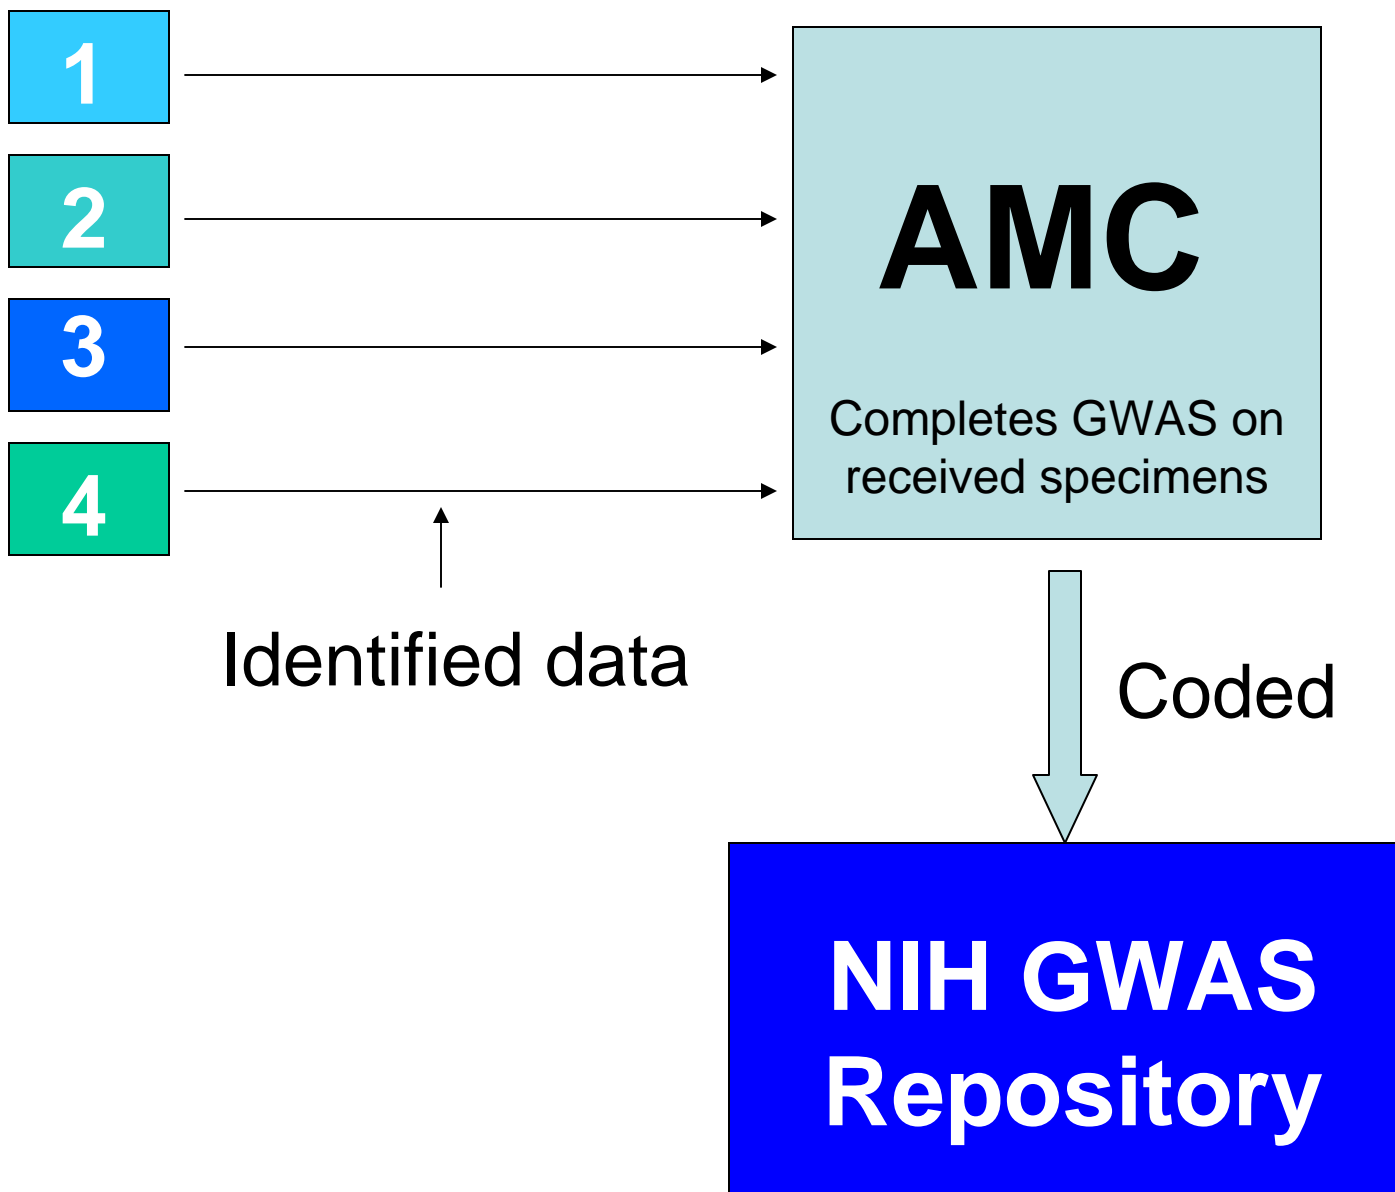 1
2
3
4
AMC
Completes GWAS on
received specimens
Identified data
Coded
NIH GWAS
Repository